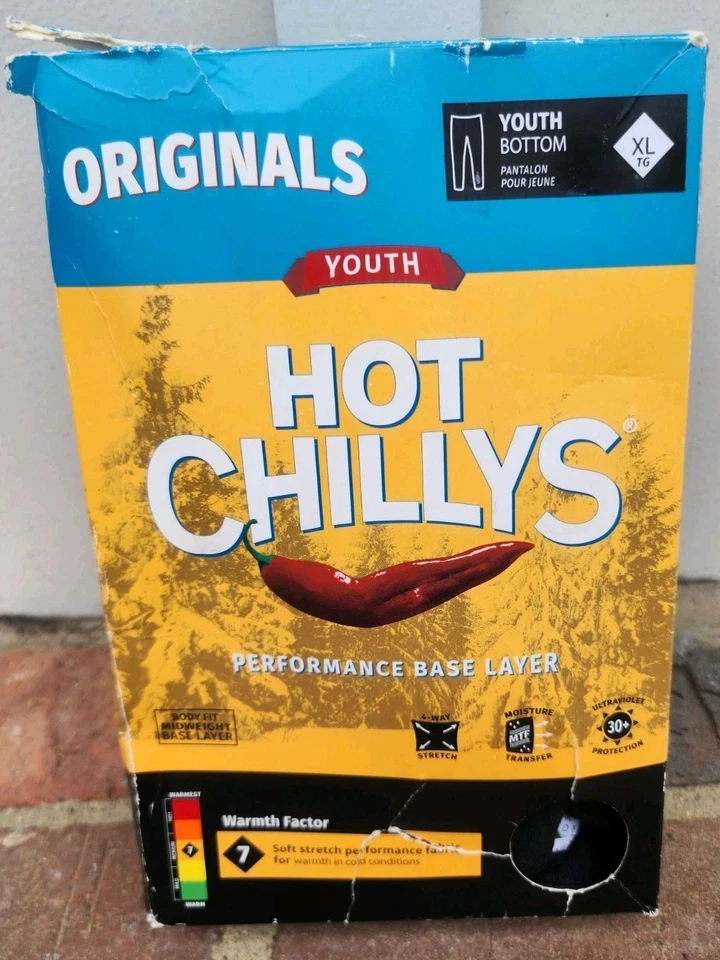 ORIGINALS
YOUTH
BOTTOM
PANTALON
POUR JEUNE
XL
TG
YOUTH
HOT
CHILLYS®
PERFORMANCE BASE LAYER
BODY FIT
MIDWEIGHT
BASE LAYER
4-WAY
STRETCH
MOISTURE
MTF
TRANSFER
ULTRAVIOLET
30+
PROTECTION
WARMEST
7
WARM
Warmth Factor
7
Soft stretch performance fabric
for warmth in cold conditions